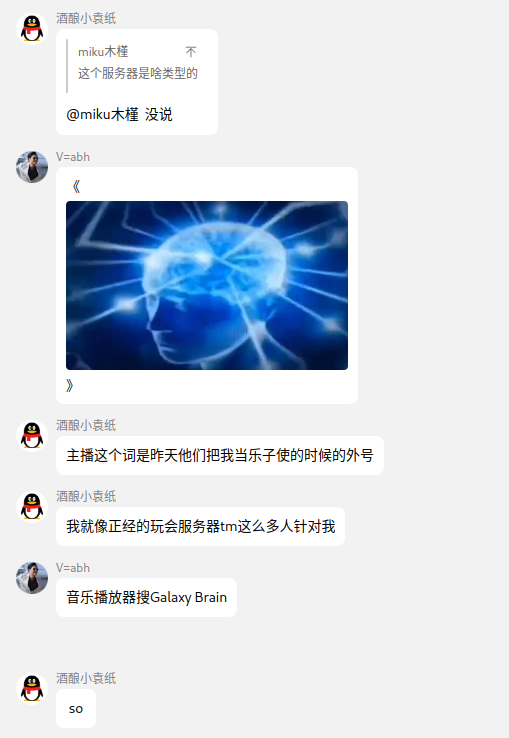 酒酿小袁纸
miku木槿 不
这个服务器是啥类型的
@miku木槿 没说
V=abh
《
》
酒酿小袁纸
主播这个词是昨天他们把我当乐子使的时候的外号
酒酿小袁纸
我就像正经的玩会服务器tm这么多人针对我
V=abh
音乐播放器搜Galaxy Brain
酒酿小袁纸
so